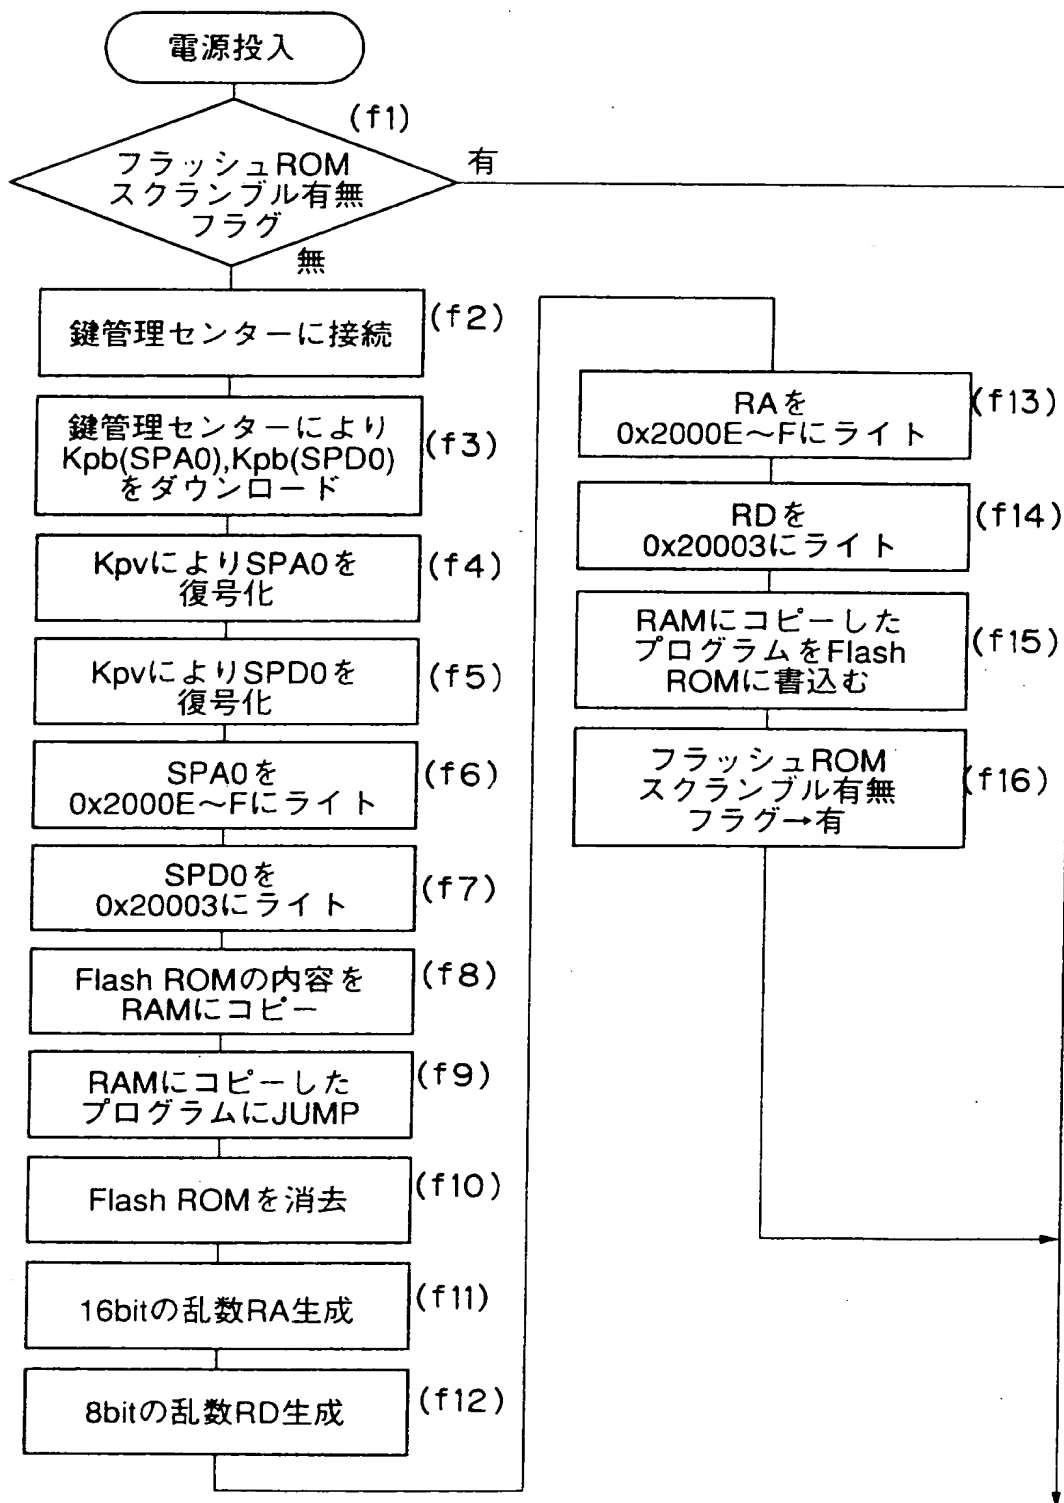 電源投入
(f1)
フラッシュROM
スクランブル有無
フラグ
有
無
鍵管理センターに接続
(f2)
鍵管理センターにより
Kpb(SPA0),Kpb(SPD0)
をダウンロード
(f3)
KpvによりSPA0を
復号化
(f4)
KpvによりSPD0を
復号化
(f5)
SPA0を
0x2000E～Fにライト
(f6)
SPD0を
0x20003にライト
(f7)
Flash ROMの内容を
RAMにコピー
(f8)
RAMにコピーした
プログラムにJUMP
(f9)
Flash ROMを消去
(f10)
16bitの乱数RA生成
(f11)
8bitの乱数RD生成
(f12)
RAを
0x2000E～Fにライト
(f13)
RDを
0x20003にライト
(f14)
RAMにコピーした
プログラムをFlash
ROMに書込む
(f15)
フラッシュROM
スクランブル有無
フラグ→有
(f16)